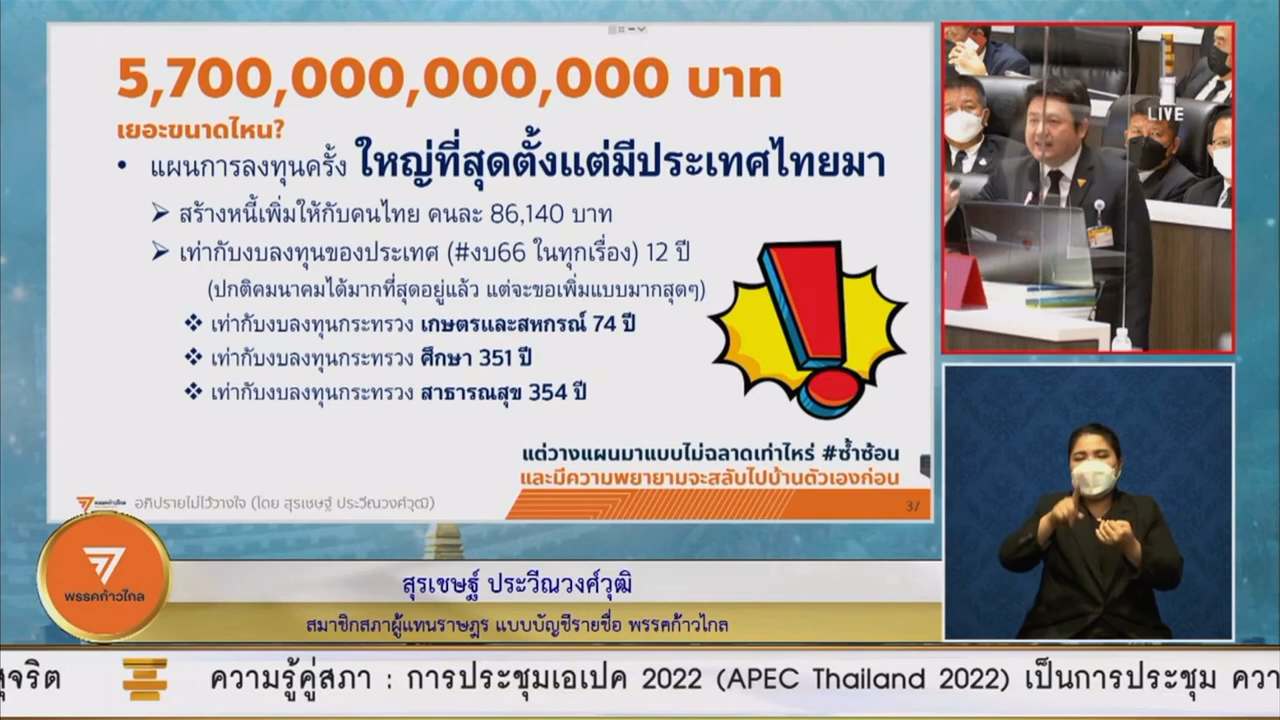 5,700,000,000,000 บาท
เยอะขนาดไหน?
• แผนการลงทุนครั้ง ใหญ่ที่สุดตั้งแต่มีประเทศไทยมา
➢ สร้างหนี้เพิ่มให้กับคนไทย คนละ 86,140 บาท
➢ เท่ากับงบลงทุนของประเทศ (#งบ66 ในทุกเรื่อง) 12 ปี
(ปกติคมนาคมได้มากที่สุดอยู่แล้ว แต่จะขอเพิ่มแบบมากสุดๆ)
❖ เท่ากับงบลงทุนกระทรวง เกษตรและสหกรณ์ 74 ปี
❖ เท่ากับงบลงทุนกระทรวง ศึกษา 351 ปี
❖ เท่ากับงบลงทุนกระทรวง สาธารณสุข 354 ปี
แต่วางแผนมาแบบไม่ฉลาดเท่าไหร่ #ซ้ำซ้อน
และมีความพยายามจะสลับไปบ้านตัวเองก่อน
พรรคก้าวไกล อภิปรายไม่ไว้วางใจ (โดย สุรเชษฐ์ ประวีณวงศ์วุฒิ)
37
LIVE
พรรคก้าวไกล
สุรเชษฐ์ ประวีณวงศ์วุฒิ
สมาชิกสภาผู้แทนราษฎร แบบบัญชีรายชื่อ พรรคก้าวไกล
สุจริต ความรู้คู่สภา : การประชุมเอเปค 2022 (APEC Thailand 2022) เป็นการประชุม ควา